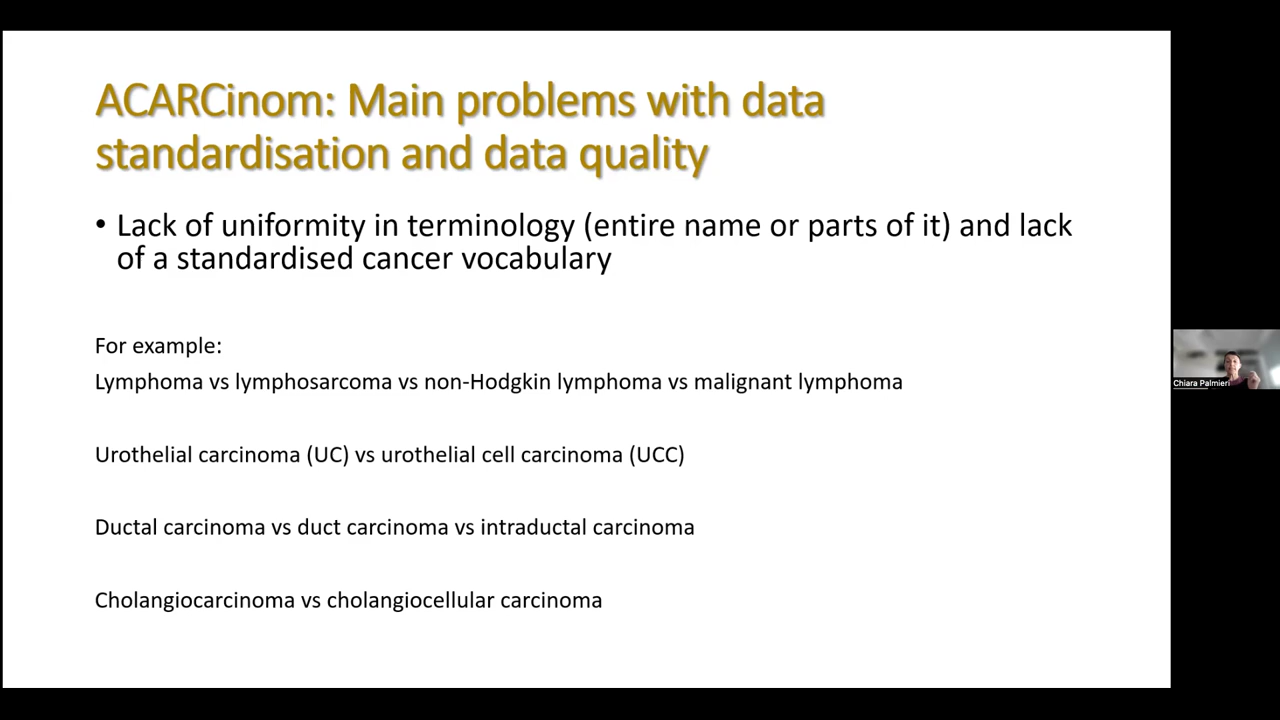 ACARCinom: Main problems with data
standardisation and data quality
• Lack of uniformity in terminology (entire name or parts of it) and lack
of a standardised cancer vocabulary
For example:
Lymphoma vs lymphosarcoma vs non-Hodgkin lymphoma vs malignant lymphoma
Urothelial carcinoma (UC) vs urothelial cell carcinoma (UCC)
Ductal carcinoma vs duct carcinoma vs intraductal carcinoma
Cholangiocarcinoma vs cholangiocellular carcinoma
Chiara Palmieri